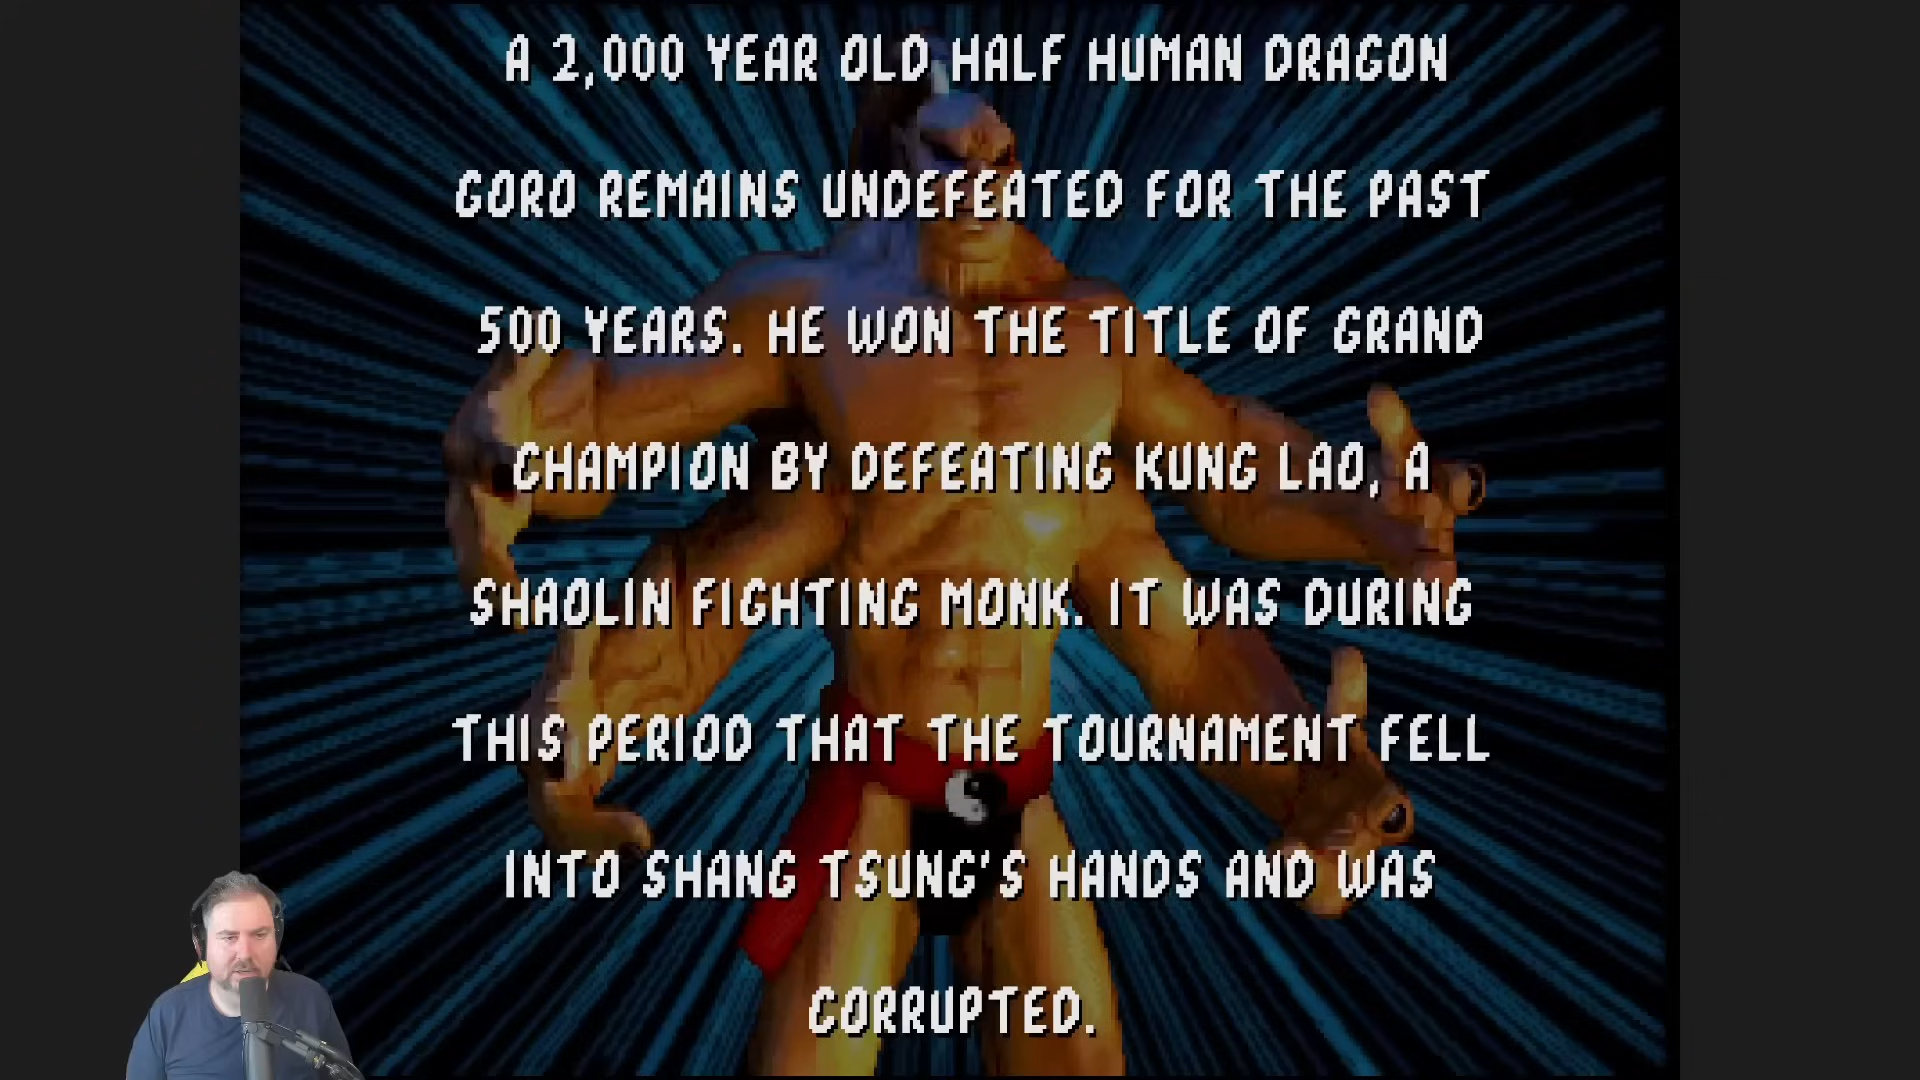 A 2,000 YEAR OLD HALF HUMAN DRAGON
GORO REMAINS UNDEFEATED FOR THE PAST
500 YEARS. HE WON THE TITLE OF GRAND
CHAMPION BY DEFEATING KUNG LAO, A
SHAOLIN FIGHTING MONK. IT WAS DURING
THIS PERIOD THAT THE TOURNAMENT FELL
INTO SHANG TSUNG'S HANDS AND WAS
CORRUPTED.